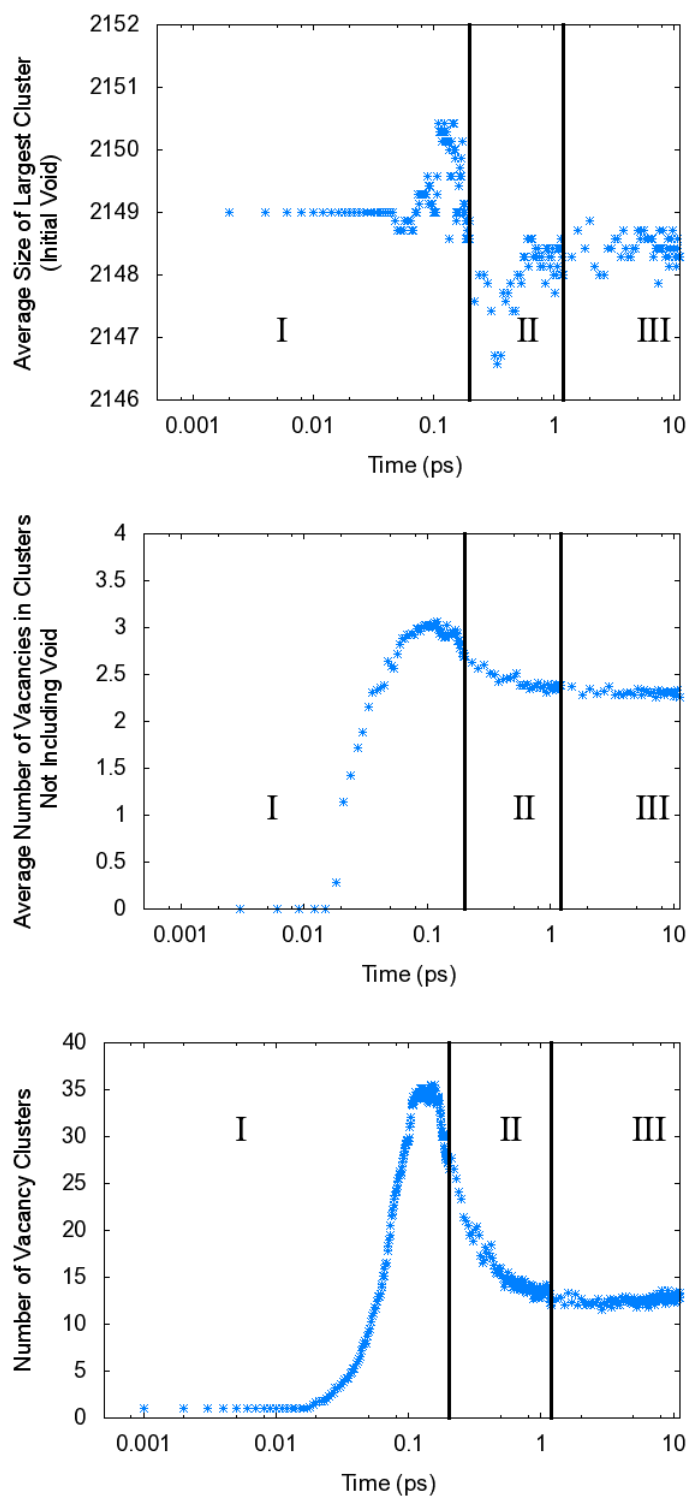 2152
2151
2150
2149
2148
2147
2146
Average Size of Largest Cluster
(Initial Void)
I
II
III
0.001
0.01
0.1
1
10
Time (ps)
4
3.5
3
2.5
2
1.5
1
0.5
0
Average Number of Vacancies in Clusters
Not Including Void
I
II
III
0.001
0.01
0.1
1
10
Time (ps)
40
35
30
25
20
15
10
5
0
Number of Vacancy Clusters
I
II
III
0.001
0.01
0.1
1
10
Time (ps)